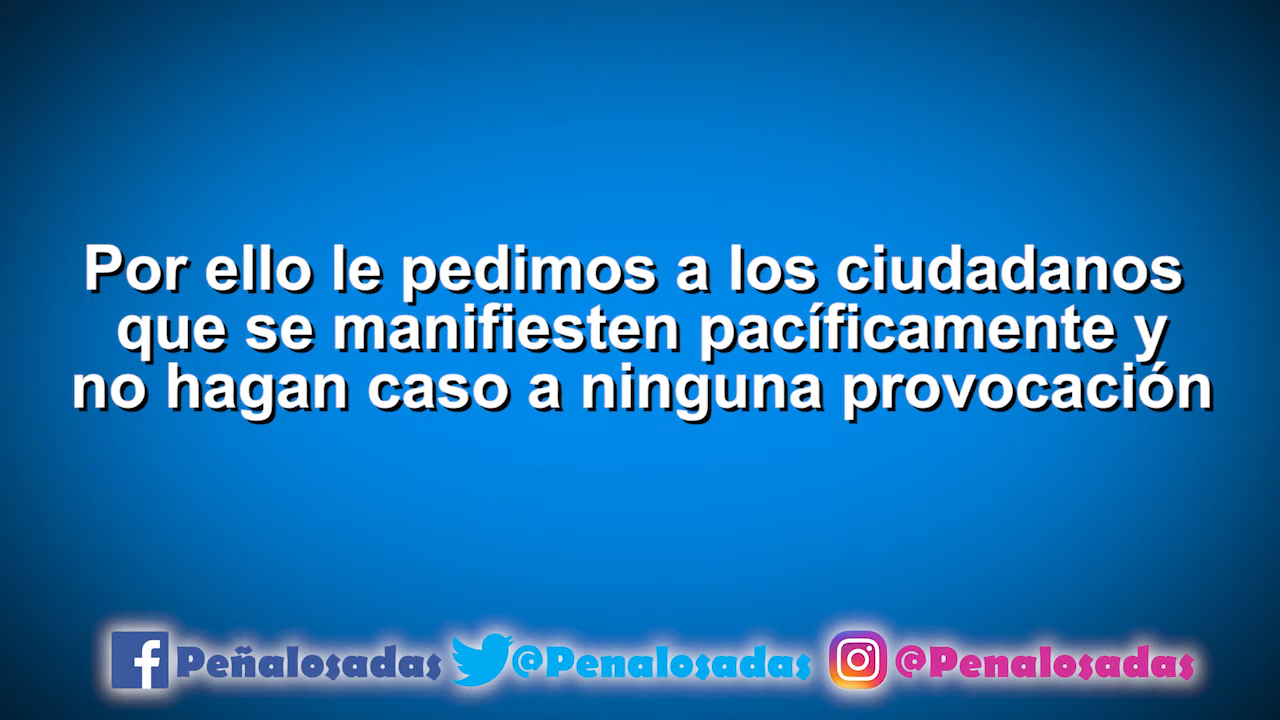 Por ello le pedimos a los ciudadanos
que se manifiesten pacíficamente y
no hagan caso a ninguna provocación
Peñalosadas @Penalosadas @Penalosadas